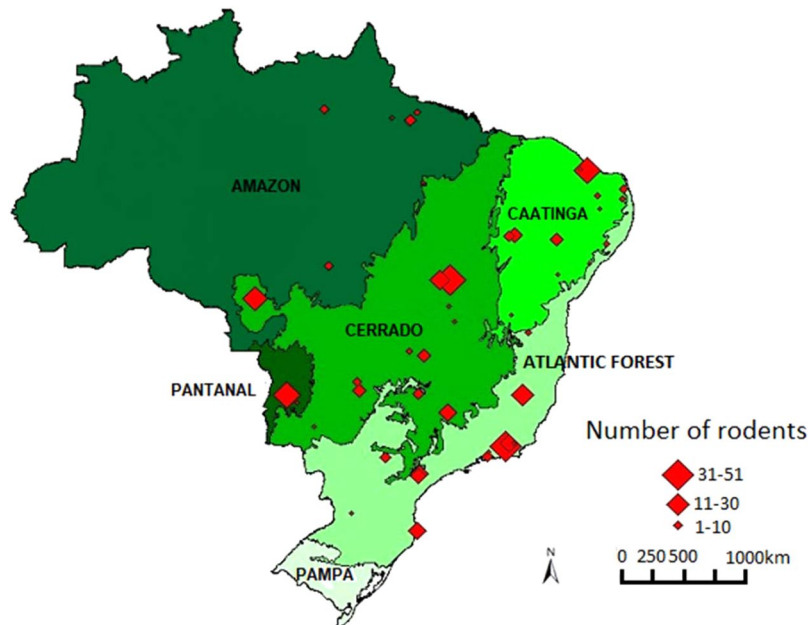 AMAZON
CAATINGA
CERRADO
ATLANTIC FOREST
PANTANAL
PAMPA
Number of rodents
31-51
11-30
1-10
N
0 250 500 1000km